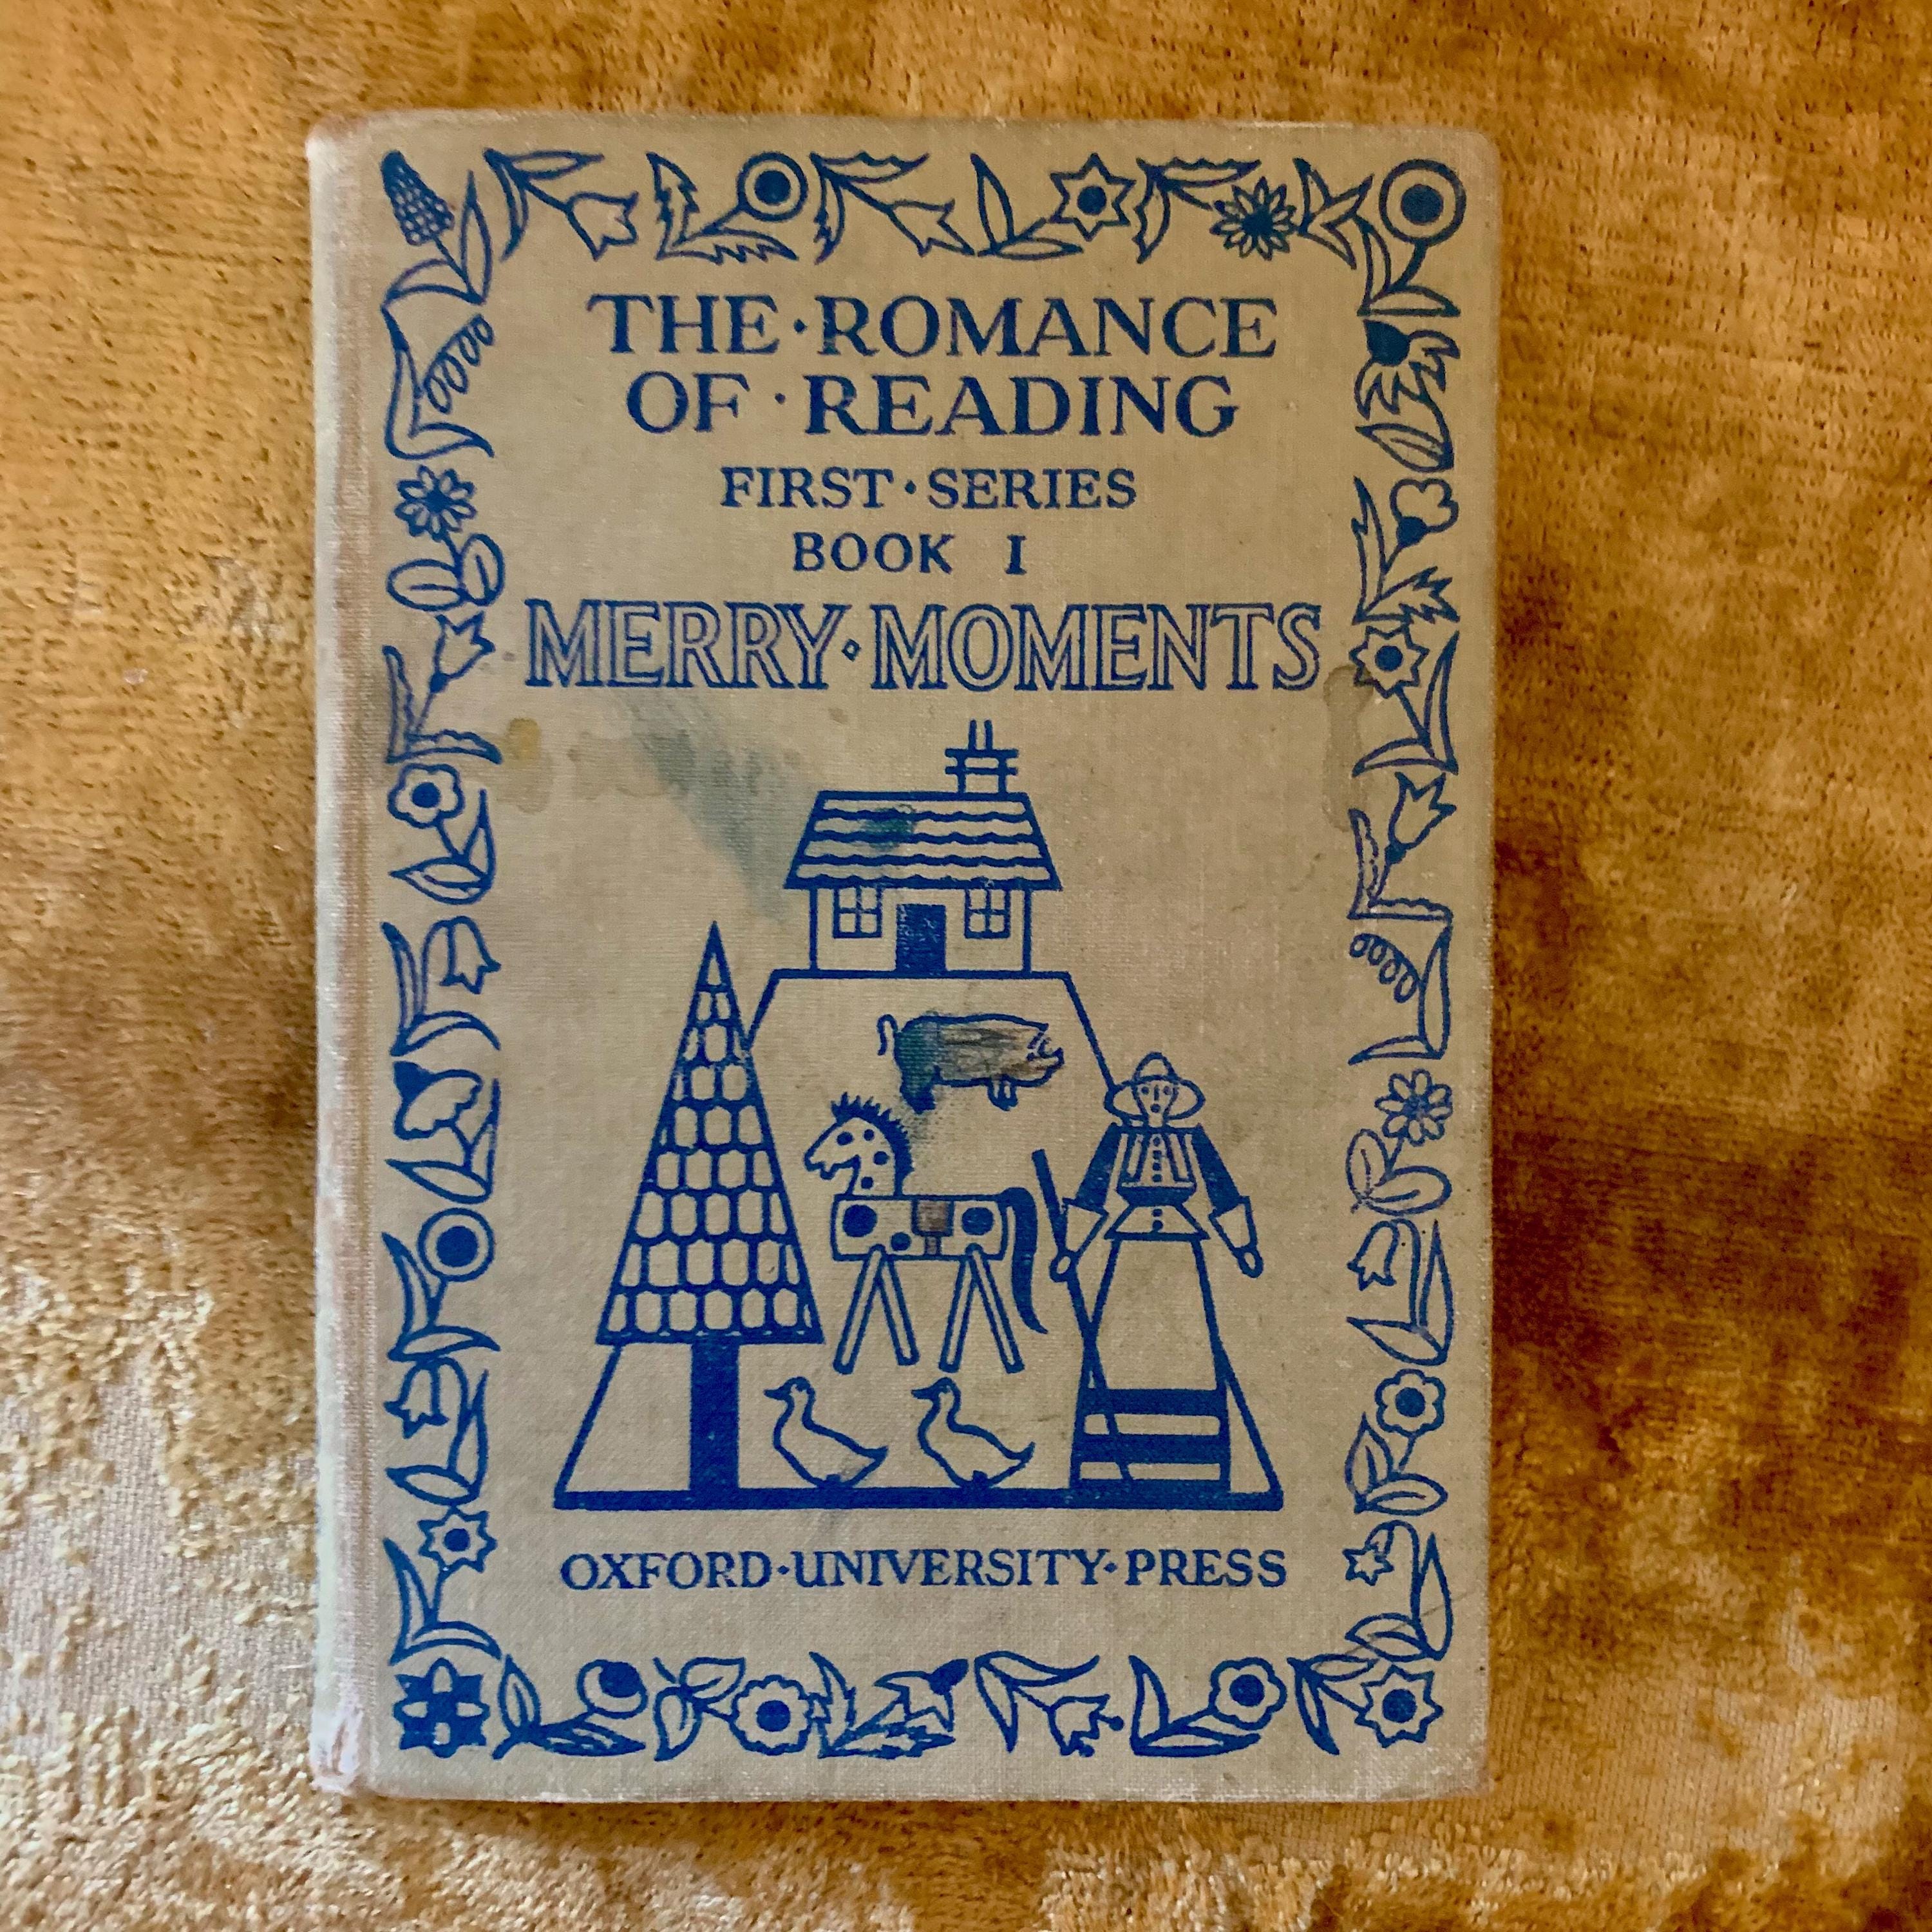 THE·ROMANCE
OF·READING
FIRST·SERIES
BOOK I
MERRY·MOMENTS
OXFORD·UNIVERSITY·PRESS